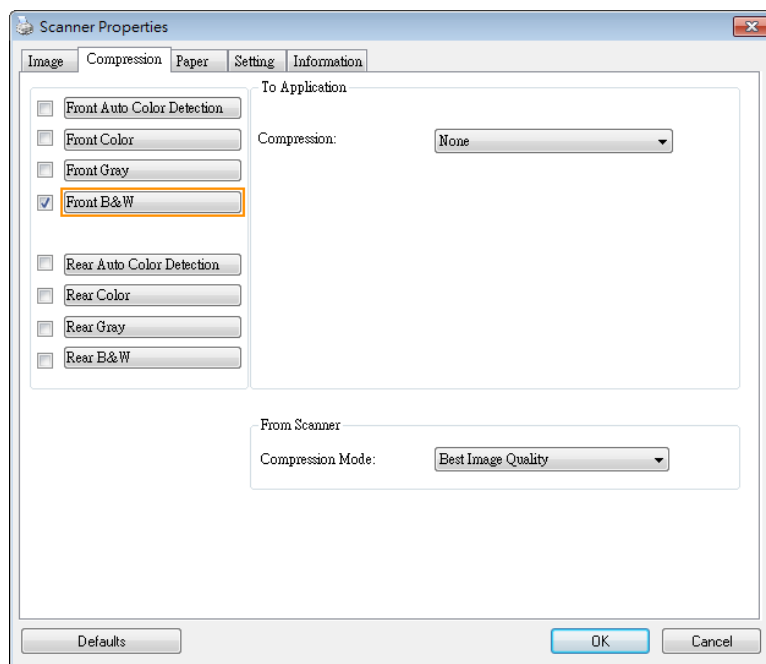 Scanner Properties
Image Compression Paper Setting Information
Front Auto Color Detection
Front Color
Front Gray
Front B&W
Rear Auto Color Detection
Rear Color
Rear Gray
Rear B&W
To Application
Compression: None
From Scanner
Compression Mode: Best Image Quality
Defaults OK Cancel